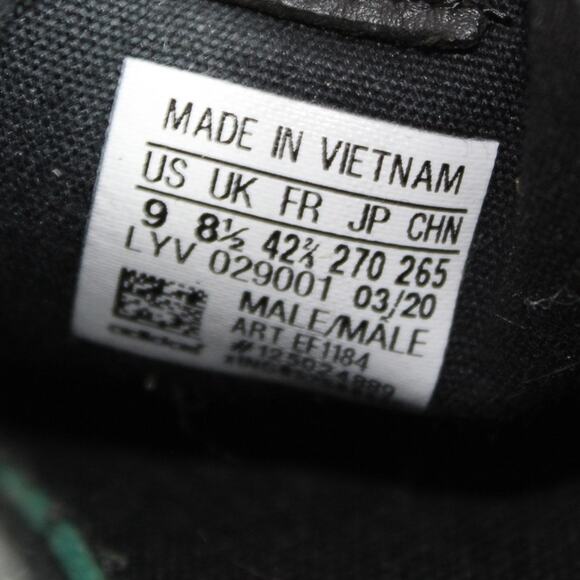 MADE IN VIETNAM
US UK FR JP CHN
9 8½ 42⅔ 270 265
LYV 029001 03/20
MALE/MÂLE
ART EF1184
adidas